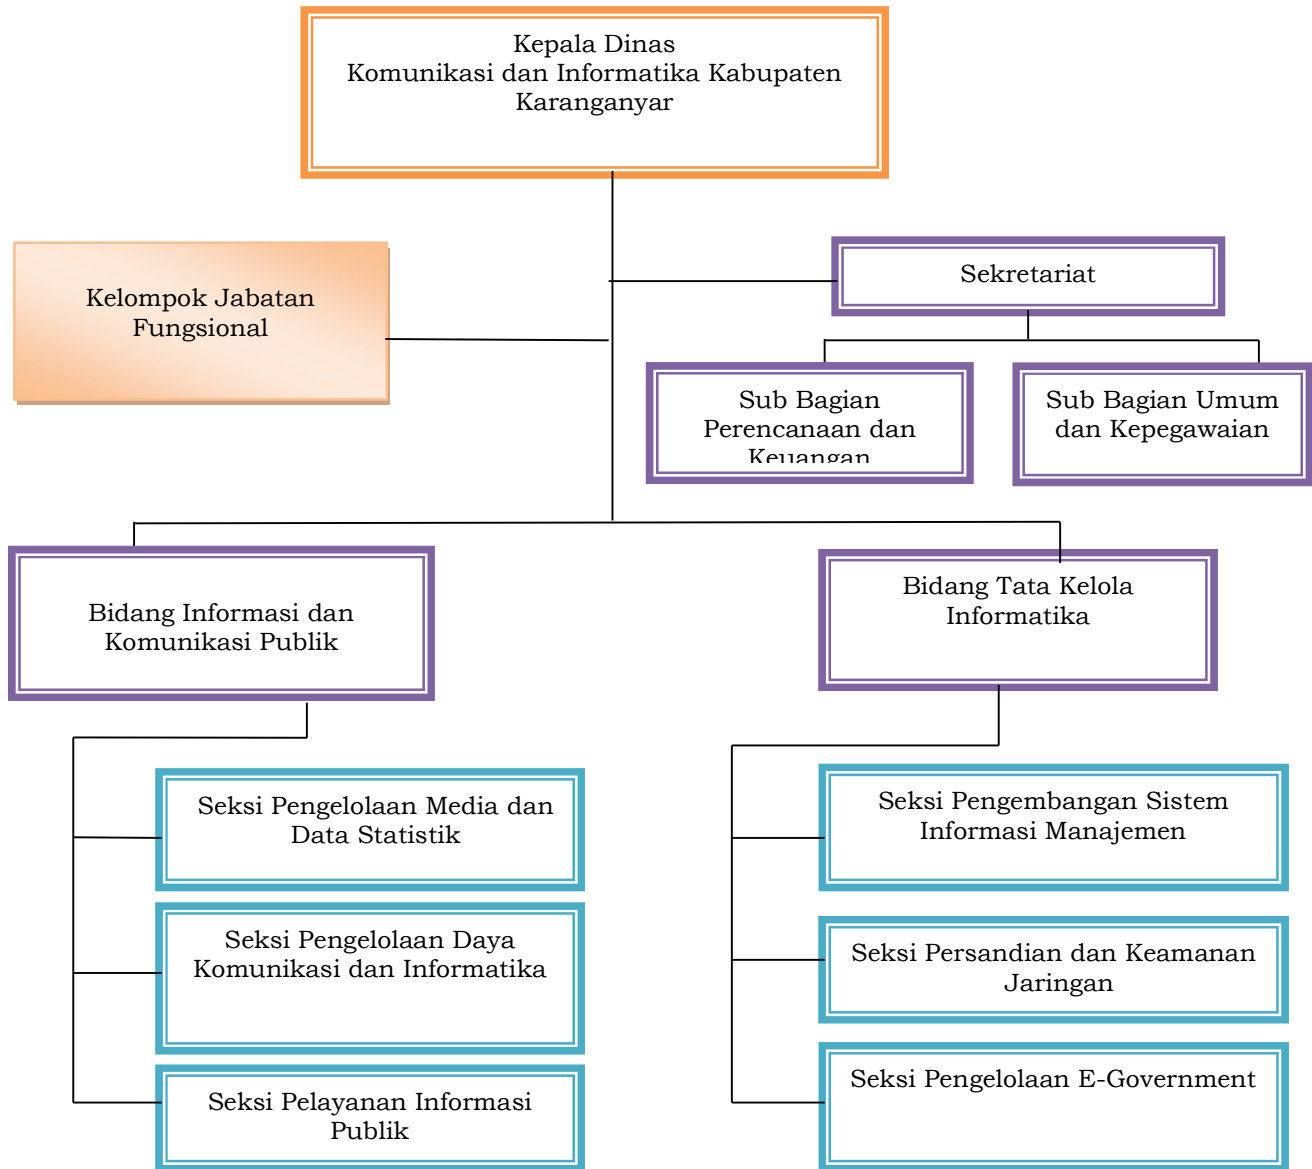 Kepala Dinas
Komunikasi dan Informatika Kabupaten
Karanganyar
Kelompok Jabatan
Fungsional
Sekretariat
Sub Bagian
Perencanaan dan
Keuangan
Sub Bagian Umum
dan Kepegawaian
Bidang Informasi dan
Komunikasi Publik
Bidang Tata Kelola
Informatika
Seksi Pengelolaan Media dan
Data Statistik
Seksi Pengelolaan Daya
Komunikasi dan Informatika
Seksi Pelayanan Informasi
Publik
Seksi Pengembangan Sistem
Informasi Manajemen
Seksi Persandian dan Keamanan
Jaringan
Seksi Pengelolaan E-Government